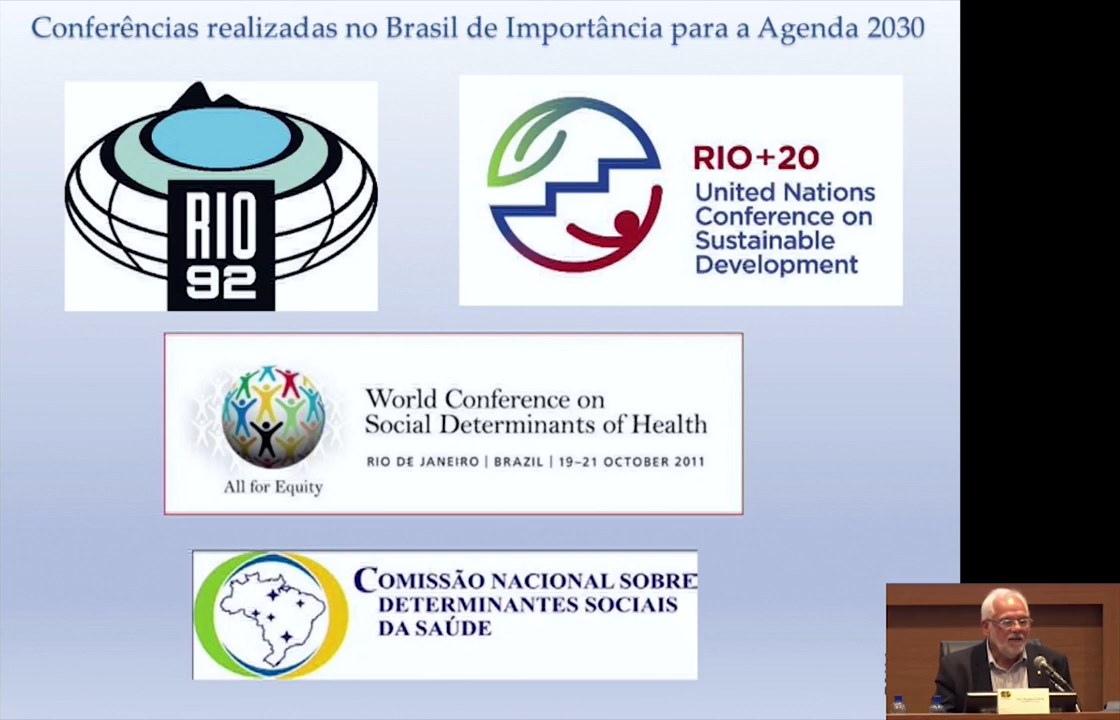 Conferências realizadas no Brasil de Importância para a Agenda 2030
RIO
92
RIO+20
United Nations
Conference on
Sustainable
Development
World Conference on
Social Determinants of Health
RIO DE JANEIRO | BRAZIL | 19–21 OCTOBER 2011
All for Equity
COMISSÃO NACIONAL SOBRE
DETERMINANTES SOCIAIS
DA SAÚDE